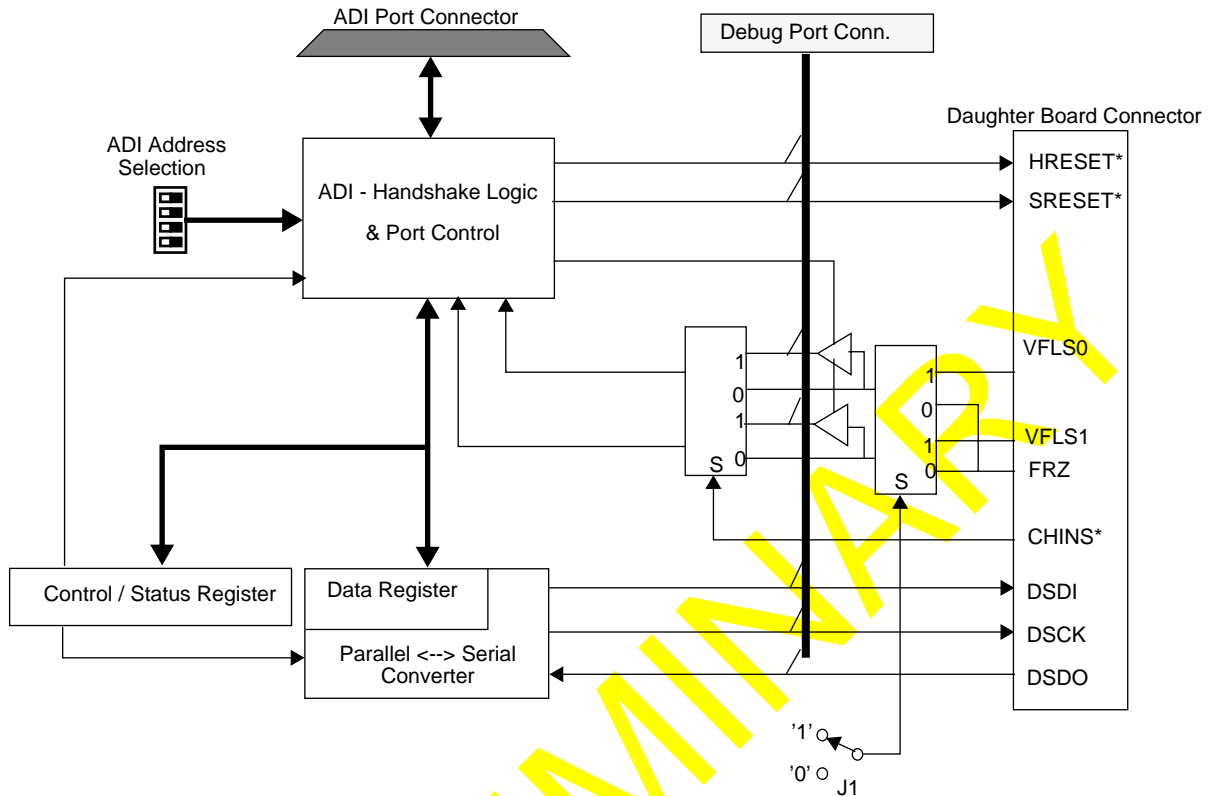 ADI Port Connector
Debug Port Conn.
Daughter Board Connector
ADI Address
Selection
ADI - Handshake Logic
& Port Control
HRESET*
SRESET*
VFLS0
1
0
1
S 0
1
0
1
0
S
VFLS1
FRZ
CHINS*
Control / Status Register
Data Register
Parallel <--> Serial
Converter
DSDI
DSCK
DSDO
'1'
'0'
J1
MINARY